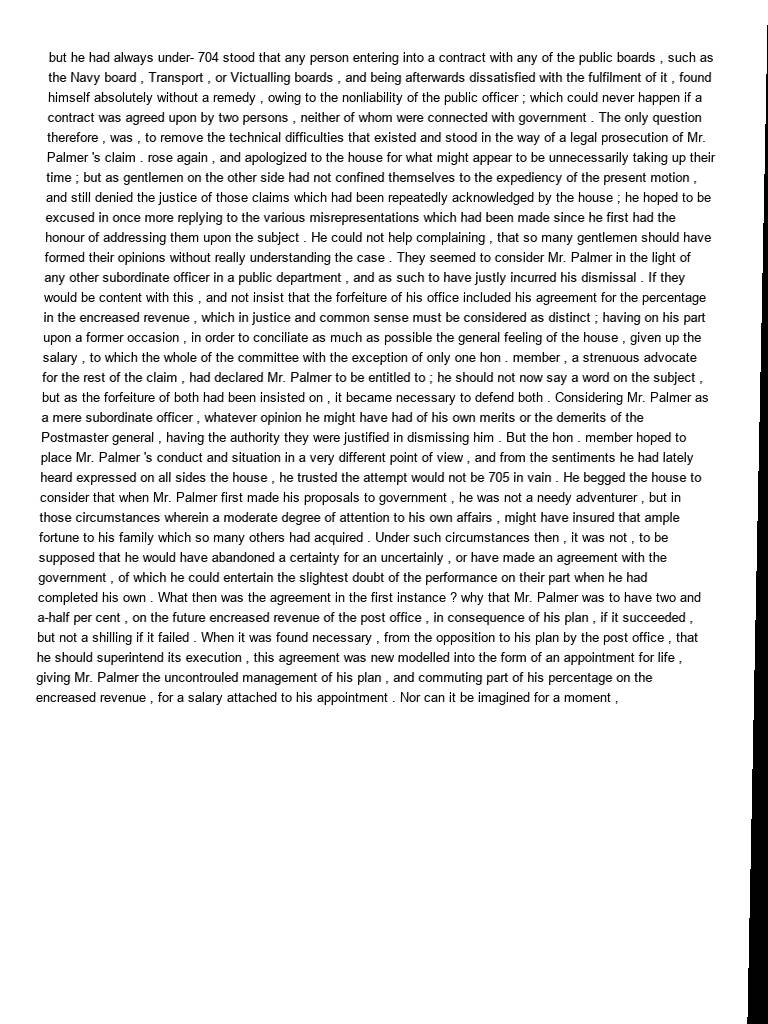 but he had always under- 704 stood that any person entering into a contract with any of the public boards , such as
the Navy board , Transport , or Victualling boards , and being afterwards dissatisfied with the fulfilment of it , found
himself absolutely without a remedy , owing to the nonliability of the public officer ; which could never happen if a
contract was agreed upon by two persons , neither of whom were connected with government . The only question
therefore , was , to remove the technical difficulties that existed and stood in the way of a legal prosecution of Mr.
Palmer 's claim . rose again , and apologized to the house for what might appear to be unnecessarily taking up their
time ; but as gentlemen on the other side had not confined themselves to the expediency of the present motion ,
and still denied the justice of those claims which had been repeatedly acknowledged by the house ; he hoped to be
excused in once more replying to the various misrepresentations which had been made since he first had the
honour of addressing them upon the subject . He could not help complaining , that so many gentlemen should have
formed their opinions without really understanding the case . They seemed to consider Mr. Palmer in the light of
any other subordinate officer in a public department , and as such to have justly incurred his dismissal . If they
would be content with this , and not insist that the forfeiture of his office included his agreement for the percentage
in the encreased revenue , which in justice and common sense must be considered as distinct ; having on his part
upon a former occasion , in order to conciliate as much as possible the general feeling of the house , given up the
salary , to which the whole of the committee with the exception of only one hon . member , a strenuous advocate
for the rest of the claim , had declared Mr. Palmer to be entitled to ; he should not now say a word on the subject ,
but as the forfeiture of both had been insisted on , it became necessary to defend both . Considering Mr. Palmer as
a mere subordinate officer , whatever opinion he might have had of his own merits or the demerits of the
Postmaster general , having the authority they were justified in dismissing him . But the hon . member hoped to
place Mr. Palmer 's conduct and situation in a very different point of view , and from the sentiments he had lately
heard expressed on all sides the house , he trusted the attempt would not be 705 in vain . He begged the house to
consider that when Mr. Palmer first made his proposals to government , he was not a needy adventurer , but in
those circumstances wherein a moderate degree of attention to his own affairs , might have insured that ample
fortune to his family which so many others had acquired . Under such circumstances then , it was not , to be
supposed that he would have abandoned a certainty for an uncertainly , or have made an agreement with the
government , of which he could entertain the slightest doubt of the performance on their part when he had
completed his own . What then was the agreement in the first instance ? why that Mr. Palmer was to have two and
a-half per cent , on the future encreased revenue of the post office , in consequence of his plan , if it succeeded ,
but not a shilling if it failed . When it was found necessary , from the opposition to his plan by the post office , that
he should superintend its execution , this agreement was new modelled into the form of an appointment for life ,
giving Mr. Palmer the uncontrouled management of his plan , and commuting part of his percentage on the
encreased revenue , for a salary attached to his appointment . Nor can it be imagined for a moment ,